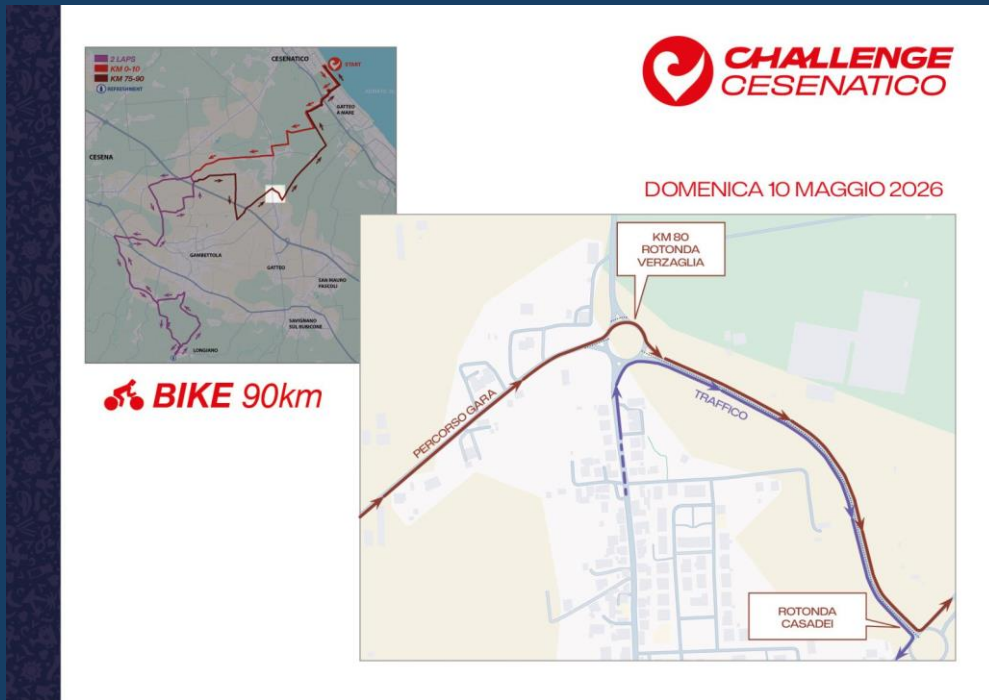 2 LAPS
KM 0-10
KM 75-90
REFRESHMENT
CESENATICO
START
GATTEO
A MARE
CESENA
GAMBETTOLA
GATTEO
SAN MAURO
PASCOLI
SAVIGNANO
SUL RUBICONE
LONGIANO
BIKE 90km
CHALLENGE
CESENATICO
DOMENICA 10 MAGGIO 2026
KM 80
ROTONDA
VERZAGLIA
PERCORSO GARA
TRAFFICO
ROTONDA
CASADEI